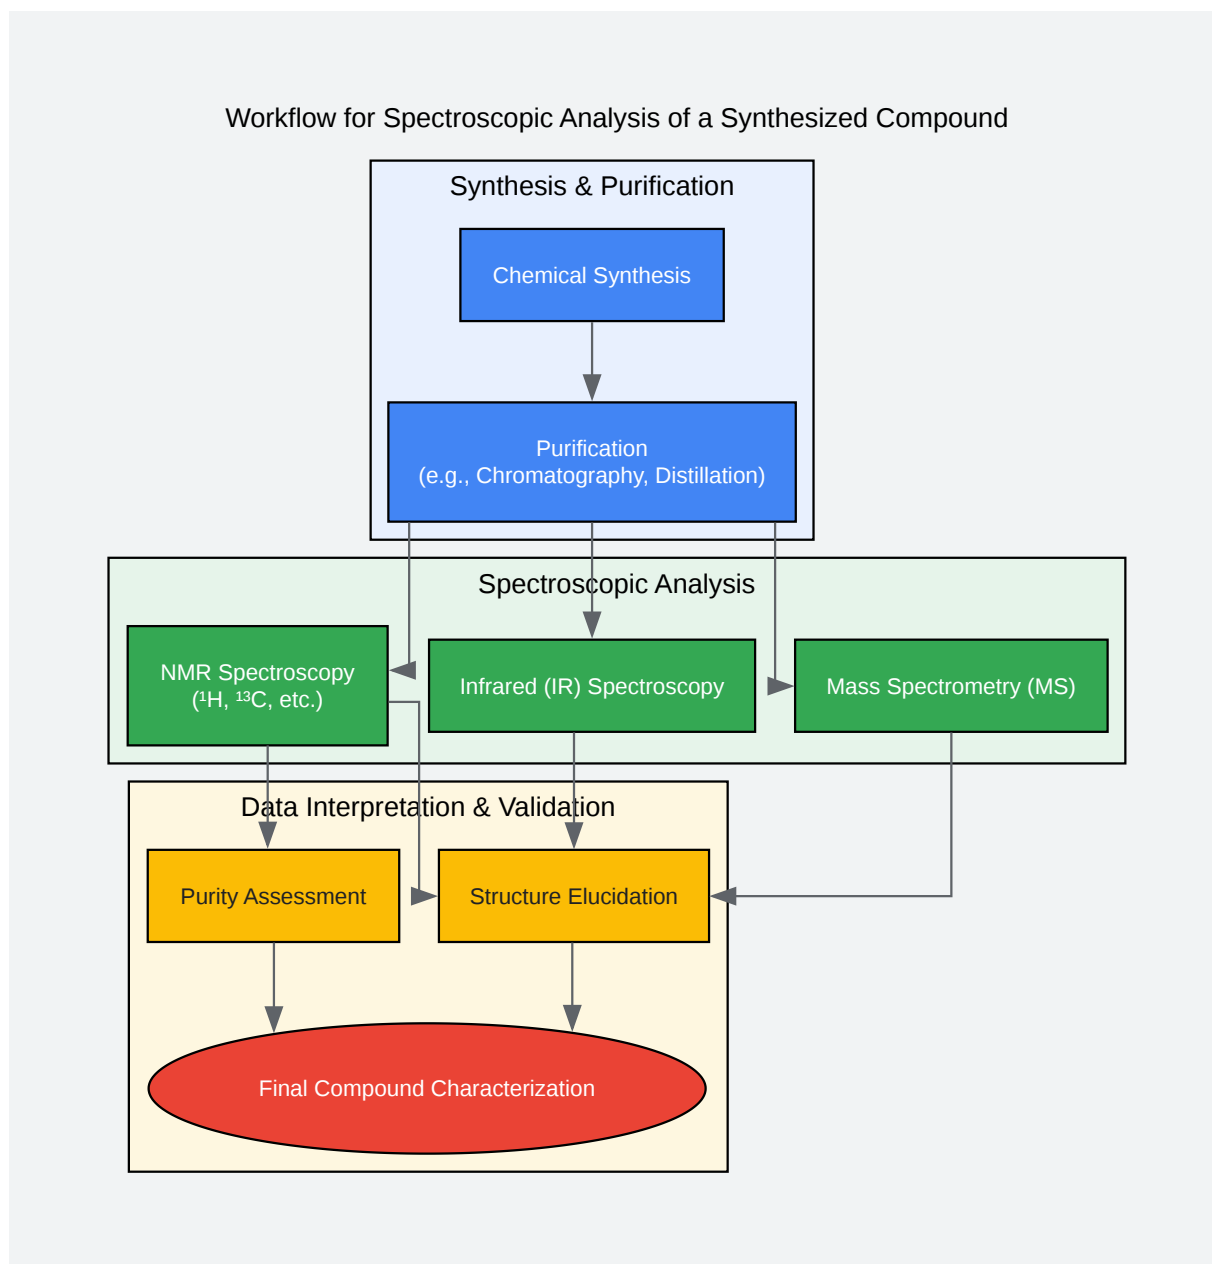 Workflow for Spectroscopic Analysis of a Synthesized Compound
Synthesis & Purification
Chemical Synthesis
Purification
(e.g., Chromatography, Distillation)
Spectroscopic Analysis
NMR Spectroscopy
(¹H, ¹³C, etc.)
Infrared (IR) Spectroscopy
Mass Spectrometry (MS)
Data Interpretation & Validation
Purity Assessment
Structure Elucidation
Final Compound Characterization